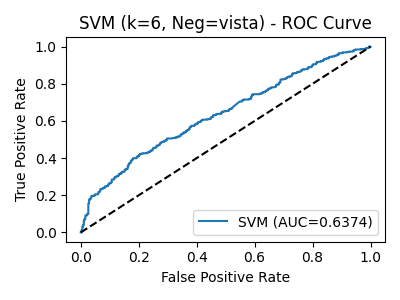 SVM (k=6, Neg=vista) - ROC Curve
True Positive Rate
1.0
0.8
0.6
0.4
0.2
0.0
SVM (AUC=0.6374)
0.0 0.2 0.4 0.6 0.8 1.0
False Positive Rate